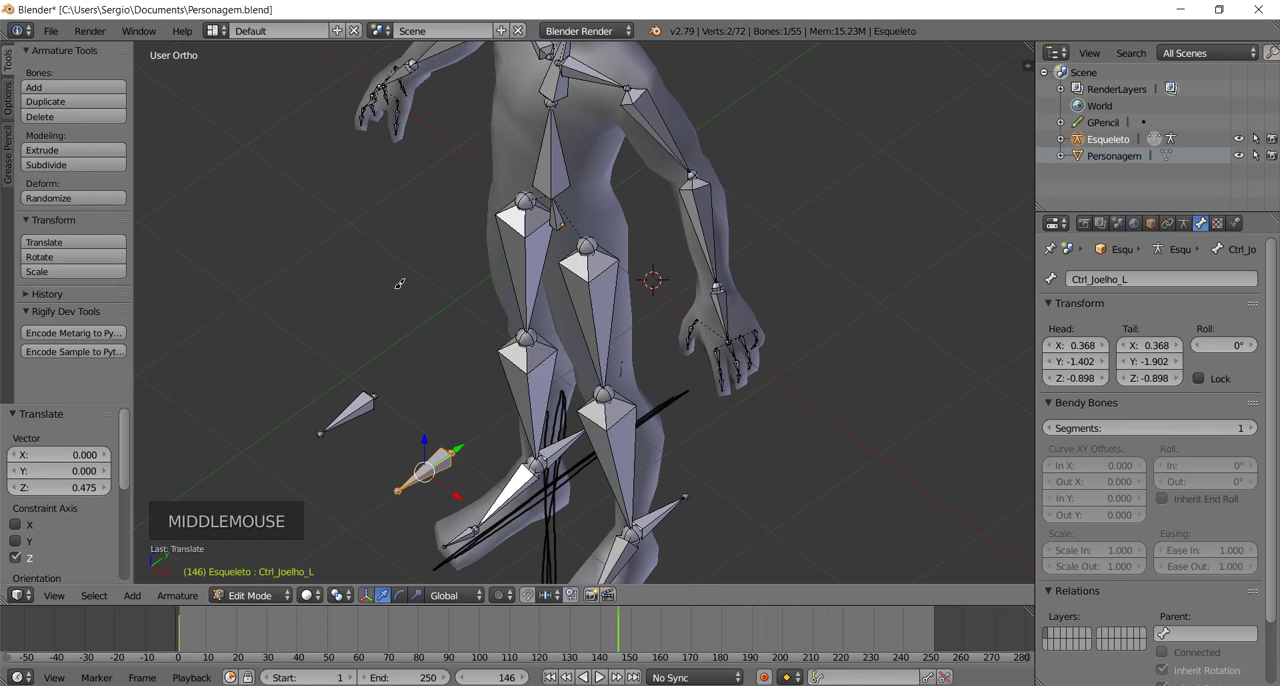 Blender* [C:\Users\Sergio\Documents\Personagem.blend]
File Render Window Help Default Scene Blender Render v2.79 | Verts:2/72 | Bones:1/55 | Mem:15.23M | Esqueleto
View Search All Scenes
Tools
Options
Grease Pencil
Armature Tools
Bones:
Add
Duplicate
Delete
Modeling:
Extrude
Subdivide
Deform:
Randomize
Transform
Translate
Rotate
Scale
History
Rigify Dev Tools
Encode Metarig to Py...
Encode Sample to Pyt...
Translate
Vector
X: 0.000
Y: 0.000
Z: 0.475
Constraint Axis
X
Y
Z
Orientation
User Ortho
MIDDLEMOUSE
Last: Translate
(146) Esqueleto : Ctrl_Joelho_L
Scene
RenderLayers
World
GPencil
Esqueleto
Personagem
Esqu Esqu Ctrl_Jo
Ctrl_Joelho_L
Transform
Head: Tail: Roll:
X: 0.368 X: 0.368 0°
Y: -1.402 Y: -1.902
Z: -0.898 Z: -0.898 Lock
Bendy Bones
Segments: 1
Curve XY Offsets: Roll:
In X: 0.000 In: 0°
Out X: 0.000 Out: 0°
In Y: 0.000 Inherit End Roll
Out Y: 0.000
Scale: Easing:
Scale In: 1.000 Ease In: 1.000
Scale Out: 1.000 Ease Out: 1.000
Relations
Layers: Parent:
Connected
Inherit Rotation
View Select Add Armature Edit Mode Global
-50 -40 -30 -20 -10 0 10 20 30 40 50 60 70 80 90 100 110 120 130 140 150 160 170 180 190 200 210 220 230 240 250 260 270 280
View Marker Frame Playback Start: 1 End: 250 146 No Sync